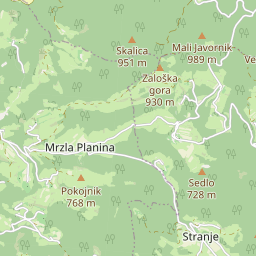 Skalica
951 m
Mali Javornik
989 m
Zaloška
gora
930 m
Mrzla Planina
Pokojnik
768 m
Sedlo
728 m
Stranje